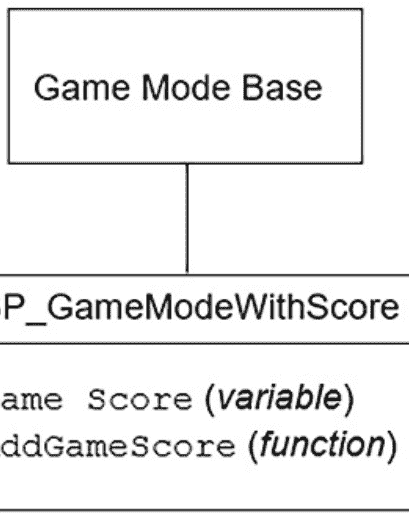 Game Mode Base
P_GameModeWithScore
ame Score (variable)
ddGameScore (function)